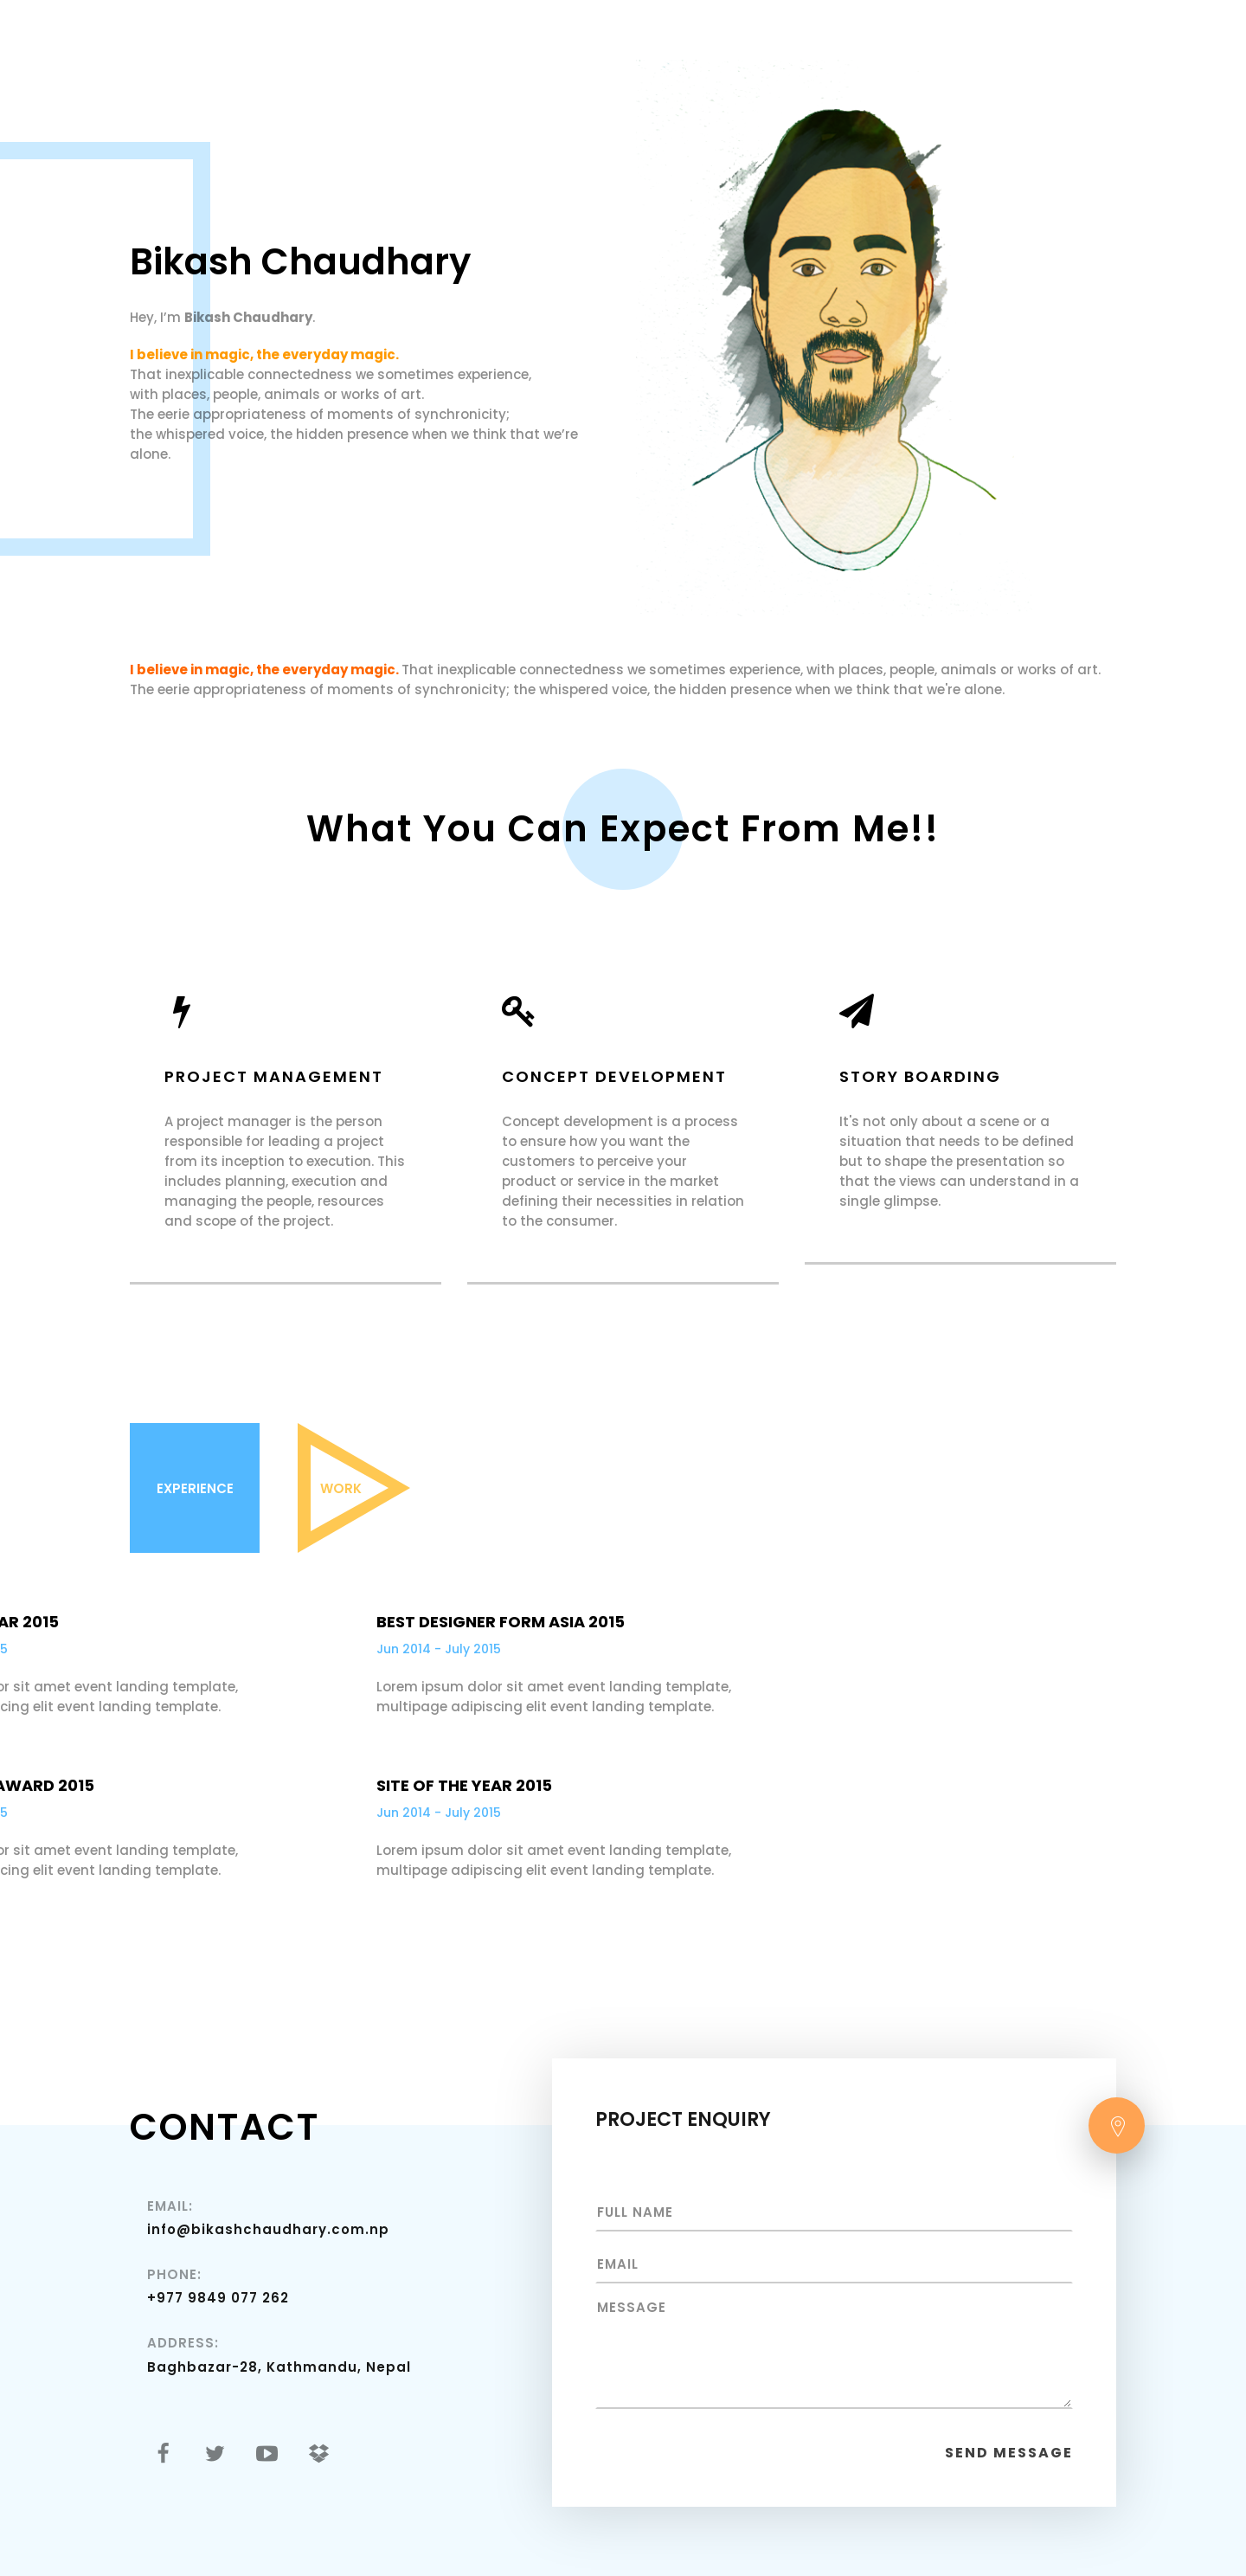 Bikash Chaudhary
Hey, I’m Bikash Chaudhary.
I believe in magic, the everyday magic.
That inexplicable connectedness we sometimes experience,
with places, people, animals or works of art.
The eerie appropriateness of moments of synchronicity;
the whispered voice, the hidden presence when we think that we’re
alone.
I believe in magic, the everyday magic. That inexplicable connectedness we sometimes experience, with places, people, animals or works of art.
The eerie appropriateness of moments of synchronicity; the whispered voice, the hidden presence when we think that we're alone.
What You Can Expect From Me!!
PROJECT MANAGEMENT
A project manager is the person
responsible for leading a project
from its inception to execution. This
includes planning, execution and
managing the people, resources
and scope of the project.
CONCEPT DEVELOPMENT
Concept development is a process
to ensure how you want the
customers to perceive your
product or service in the market
defining their necessities in relation
to the consumer.
STORY BOARDING
It's not only about a scene or a
situation that needs to be defined
but to shape the presentation so
that the views can understand in a
single glimpse.
EXPERIENCE
WORK
2015
sit amet event landing template,
elit event landing template.
BEST DESIGNER FORM ASIA 2015
Jun 2014 - July 2015
Lorem ipsum dolor sit amet event landing template,
multipage adipiscing elit event landing template.
AWARD 2015
sit amet event landing template,
elit event landing template.
SITE OF THE YEAR 2015
Jun 2014 - July 2015
Lorem ipsum dolor sit amet event landing template,
multipage adipiscing elit event landing template.
CONTACT
EMAIL:
info@bikashchaudhary.com.np
PHONE:
+977 9849 077 262
ADDRESS:
Baghbazar-28, Kathmandu, Nepal
PROJECT ENQUIRY
FULL NAME
EMAIL
MESSAGE
SEND MESSAGE